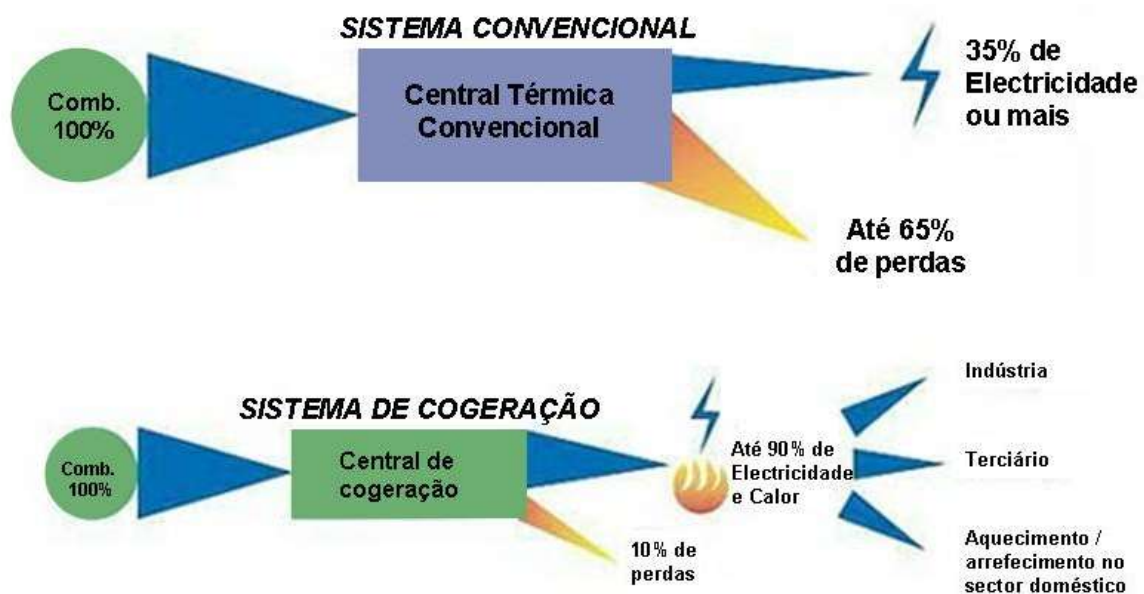 SISTEMA CONVENCIONAL
Comb.
100%
Central Térmica
Convencional
35% de
Electricidade
ou mais
Até 65%
de perdas
SISTEMA DE COGERAÇÃO
Comb.
100%
Central de
cogeração
Até 90% de
Electricidade
e Calor
10% de
perdas
Indústria
Terciário
Aquecimento /
arrefecimento no
sector doméstico